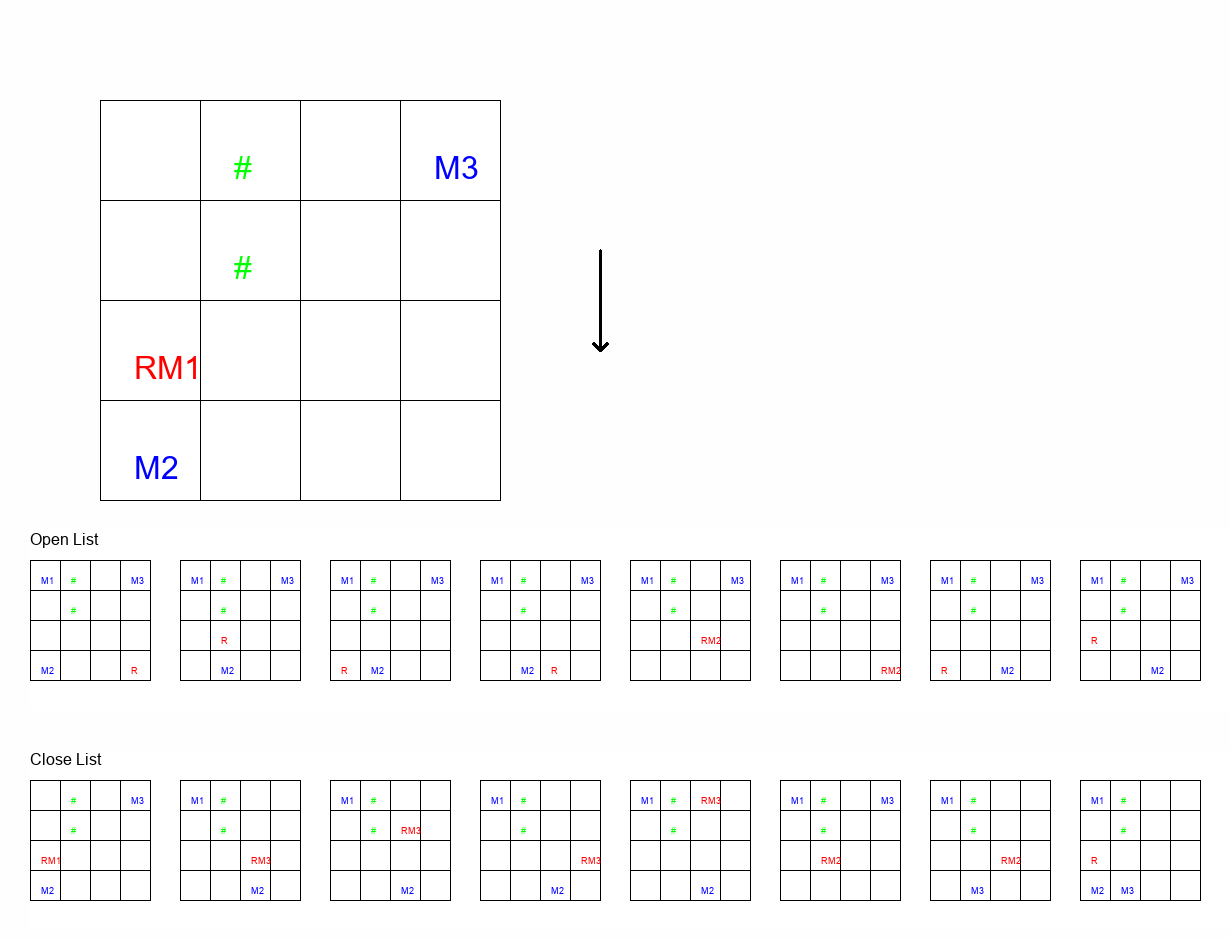 # M3
#
RM1
M2
Open List
M1 # M3 M1 # M3 M1 # M3 M1 # M3 M1 # M3 M1 # M3 M1 # M3 M1 # M3
# # # # # # # #
R RM2 R
M2 R M2 R M2 M2 R RM2 R M2 M2
Close List
# M3 M1 # M1 # M1 # M1 # RM3 M1 # M3 M1 # M1 #
# # # RM3 # # # # #
RM1 RM3 RM3 RM2 RM2 R
M2 M2 M2 M2 M2 M3 M2 M3